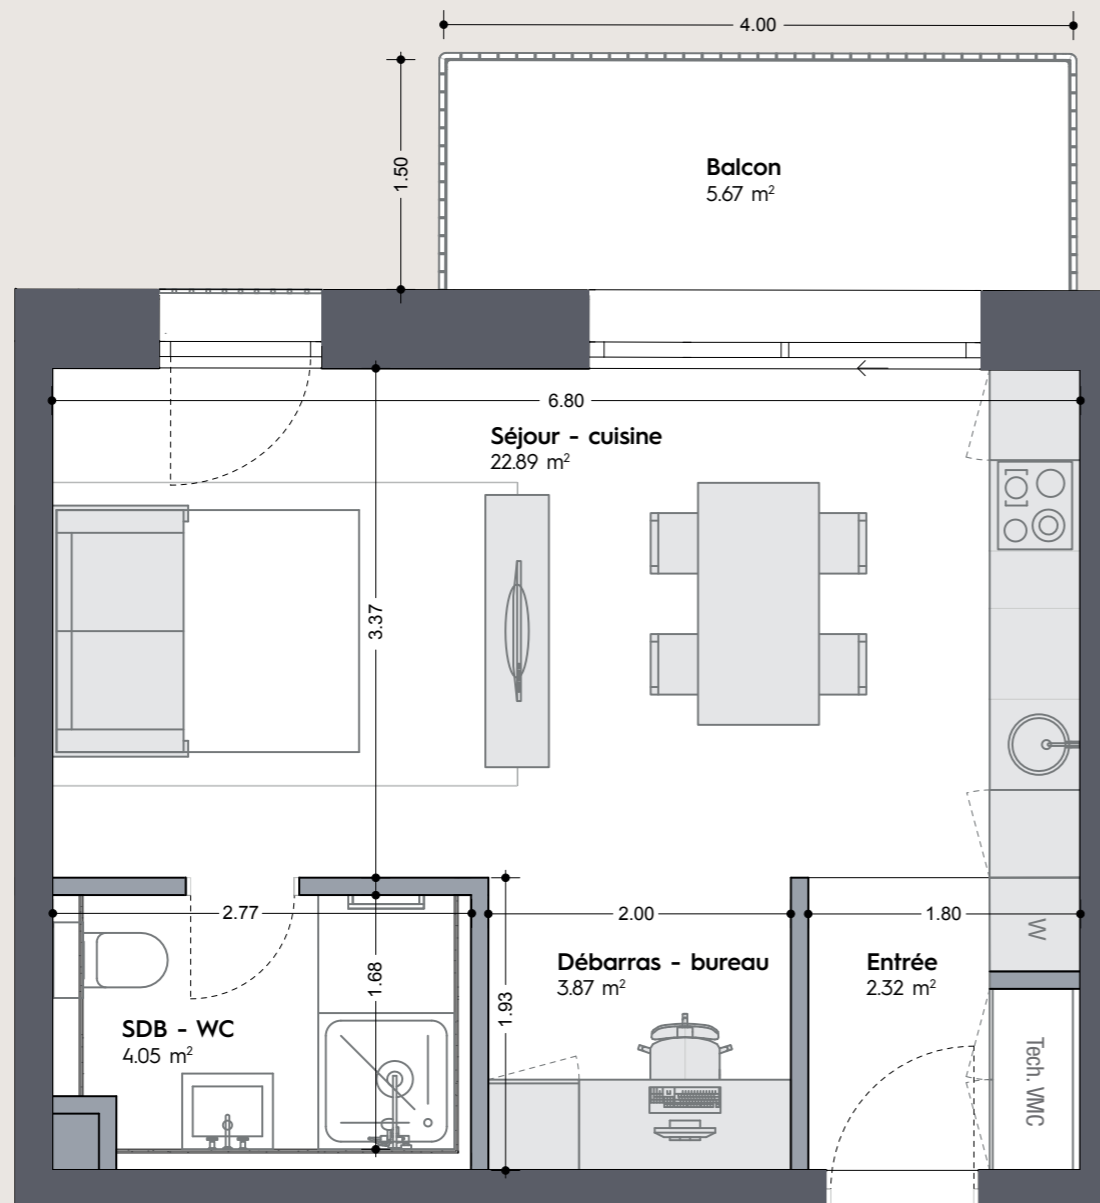 4.00
1.50
Balcon
5.67 m²
6.80
Séjour - cuisine
22.89 m²
3.37
2.77
2.00
1.80
W
1.68
1.93
Débarras - bureau
3.87 m²
Entrée
2.32 m²
SDB - WC
4.05 m²
Tech. VMC